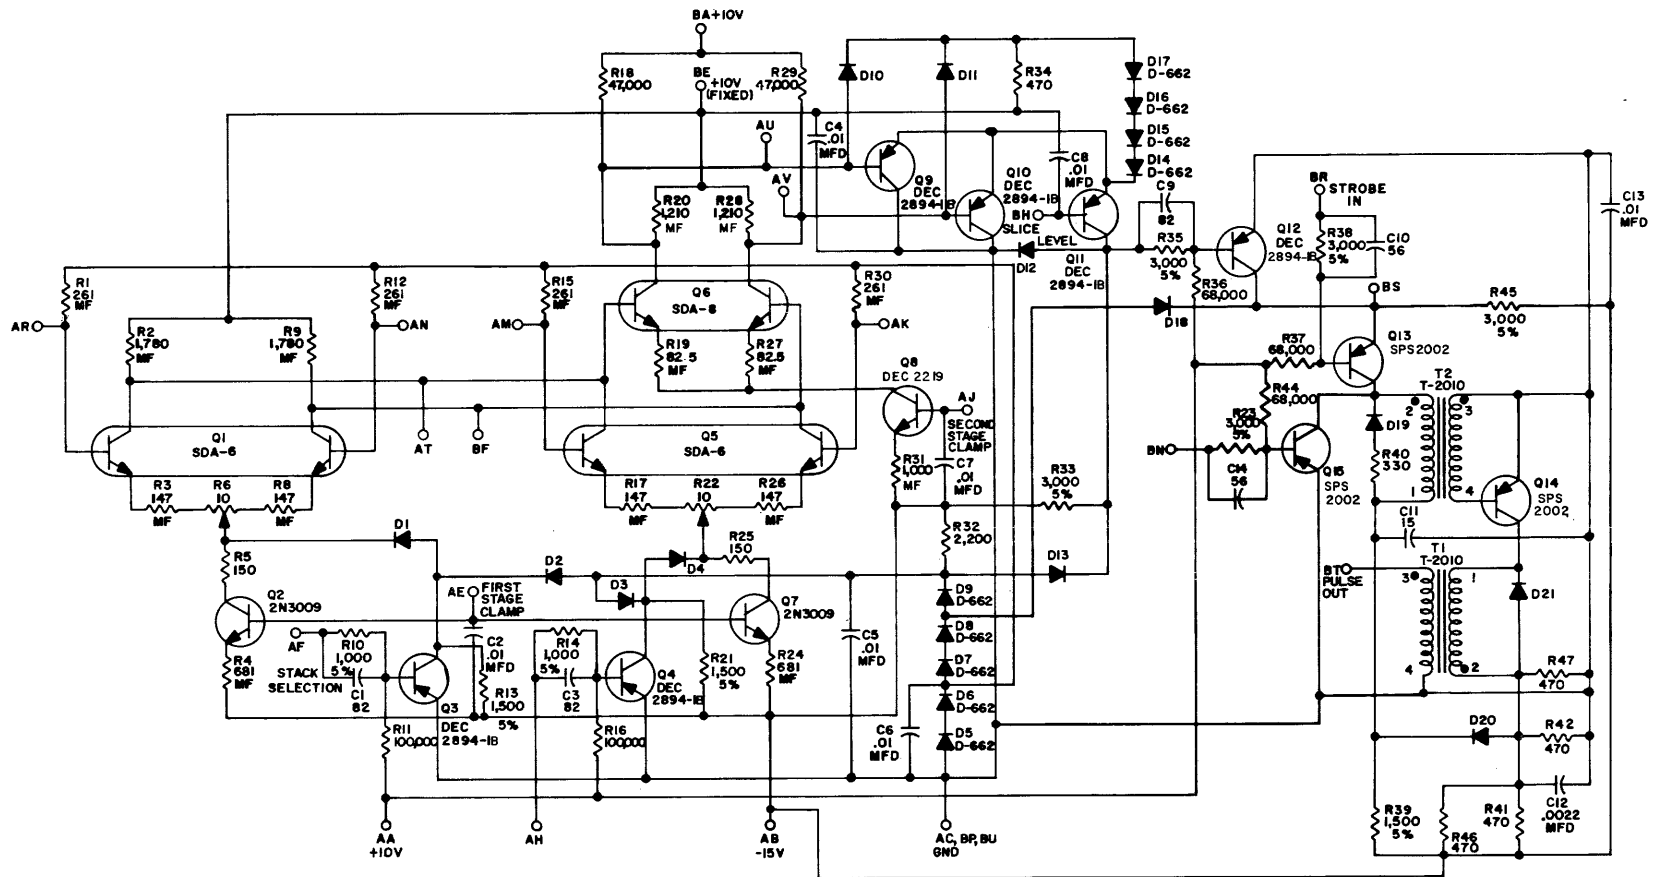 BA+10V
R18
47,000
BE
+10V
(FIXED)
R29
47,000
D10
D11
R34
470
D17
D-662
D16
D-662
D15
D-662
D14
D-662
AU
C4
.01
MFD
AV
Q9
DEC
2894-1B
Q10
DEC
2894-1B
C8
.01
MFD
BH
SLICE
LEVEL
C9
82
R35
3,000
5%
D12
Q11
DEC
2894-1B
R36
68,000
Q12
DEC
2894-1B
BR
STROBE
IN
R38
3,000
5%
C10
56
C13
.01
MFD
BS
R45
3,000
5%
D18
R20
1,210
MF
R28
1,210
MF
R1
261
MF
R12
261
MF
R15
261
MF
R30
261
MF
AR
AN
AM
AK
R2
1,780
MF
R9
1,780
MF
Q6
SDA-8
R19
82.5
MF
R27
82.5
MF
Q8
DEC 2219
AJ
SECOND
STAGE
CLAMP
Q1
SDA-6
AT
BF
Q5
SDA-6
R31
1,000
MF
C7
.01
MFD
R33
3,000
5%
R32
2,200
R37
68,000
R44
68,000
R23
3,000
5%
BN
C14
56
Q13
SPS2002
Q15
SPS
2002
T2
T-2010
2
3
1
4
D19
R40
330
Q14
SPS
2002
C11
15
T1
T-2010
BT
PULSE
OUT
3
1
4
2
D21
R3
147
MF
R6
10
R8
147
MF
R17
147
MF
R22
10
R26
147
MF
D1
R5
150
D2
D3
D4
R25
150
D13
Q2
2N3009
AE
FIRST
STAGE
CLAMP
Q7
2N3009
D9
D-662
D8
D-662
D7
D-662
D6
D-662
D5
D-662
AF
R10
1,000
5%
STACK
SELECTION
C1
82
R4
681
MF
C2
.01
MFD
R13
1,500
5%
Q3
DEC
2894-1B
R11
100,000
R14
1,000
5%
C3
82
Q4
DEC
2894-1B
R16
100,000
R21
1,500
5%
R24
681
MF
C5
.01
MFD
C6
.01
MFD
R47
470
D20
R42
470
R39
1,500
5%
R46
470
R41
470
C12
.0022
MFD
AA
+10V
AH
AB
-15V
AC, BP, BU
GND